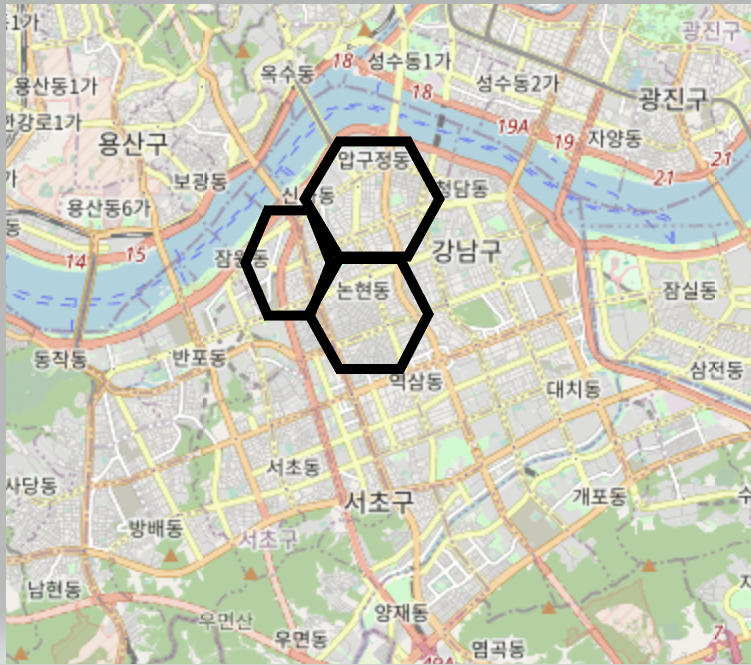 18
성수동1가
광진구
옥수동
용산동1가
성수동2가
18
광진구
한강로1가
19A
19
자양동
용산구
압구정동
21
21
보광동
청담동
용산동6가
강남구
14
15
논현동
잠실동
동작동
반포동
역삼동
대치동
삼전동
서초동
사당동
개포동
서초구
방배동
서초구
남현동
양재동
우면산
우면동
염곡동
7